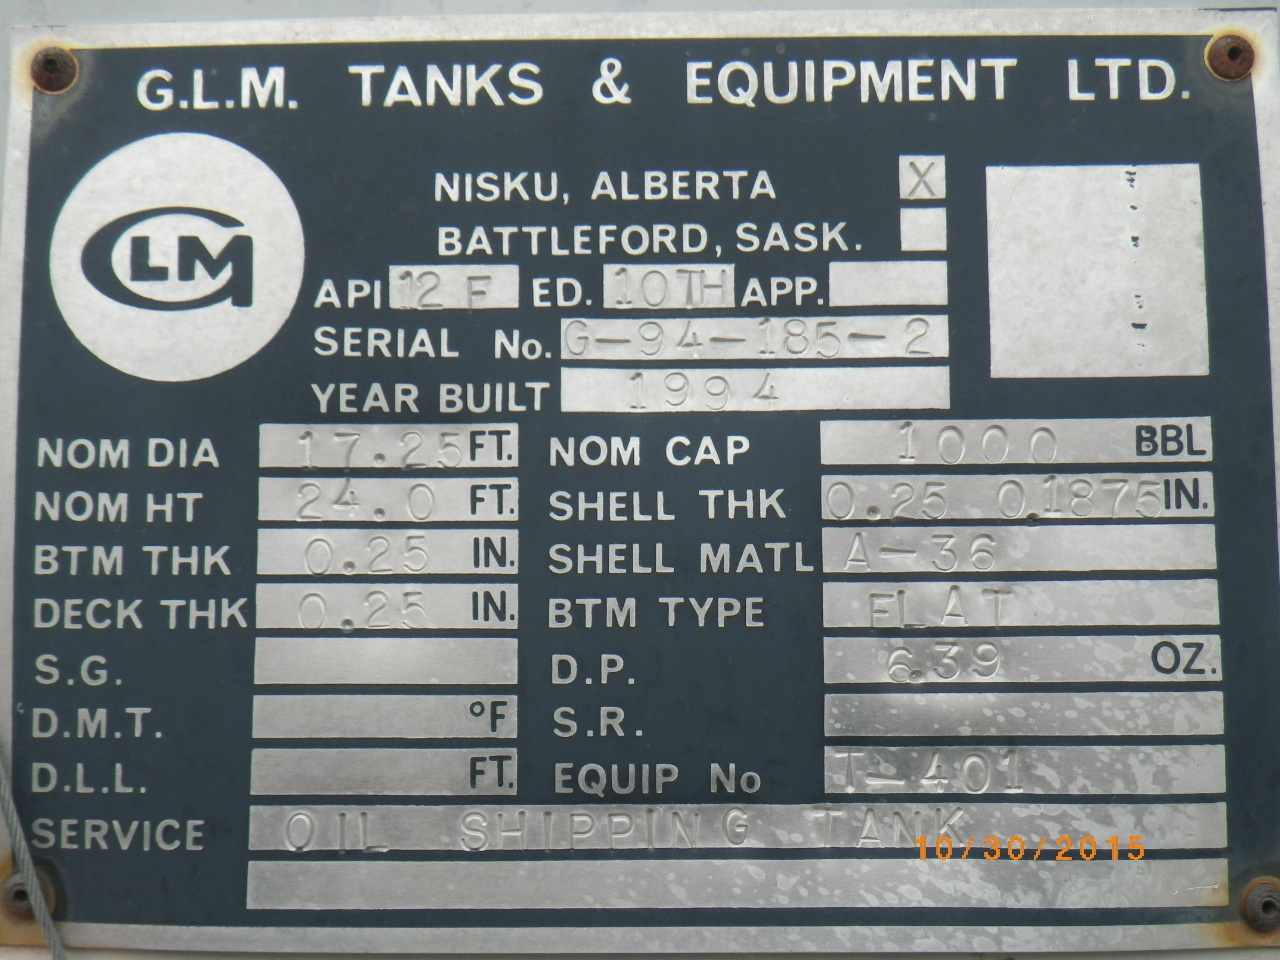 G.L.M. TANKS & EQUIPMENT LTD.
GLM
NISKU, ALBERTA X
BATTLEFORD, SASK.
API 12 F ED. 10TH APP.
SERIAL No. G-94-185-2
YEAR BUILT 1994
NOM DIA 17.25 FT. NOM CAP 1000 BBL
NOM HT 24.0 FT. SHELL THK 0.25 0.1875 IN.
BTM THK 0.25 IN. SHELL MATL A-36
DECK THK 0.25 IN. BTM TYPE FLAT
S.G. D.P. 6.39 OZ.
D.M.T. °F S.R.
D.L.L. FT. EQUIP No T-401
SERVICE OIL SHIPPING TANK
10/30/2015